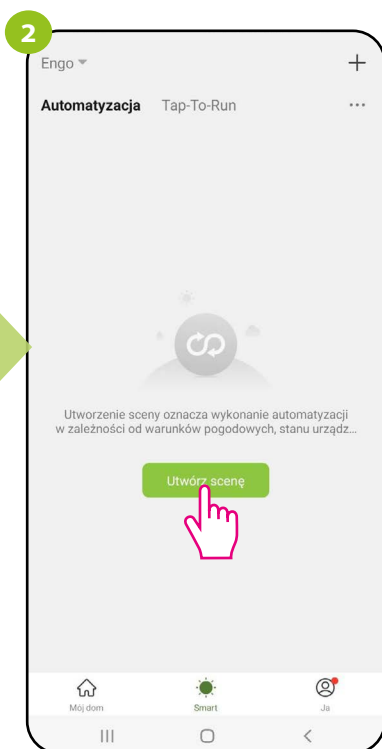 2
Engo
Automatyzacja Tap-To-Run
Utworzenie sceny oznacza wykonanie automatyzacji
w zależności od warunków pogodowych, stanu urządz...
Utwórz scenę
Mój dom Smart Ja